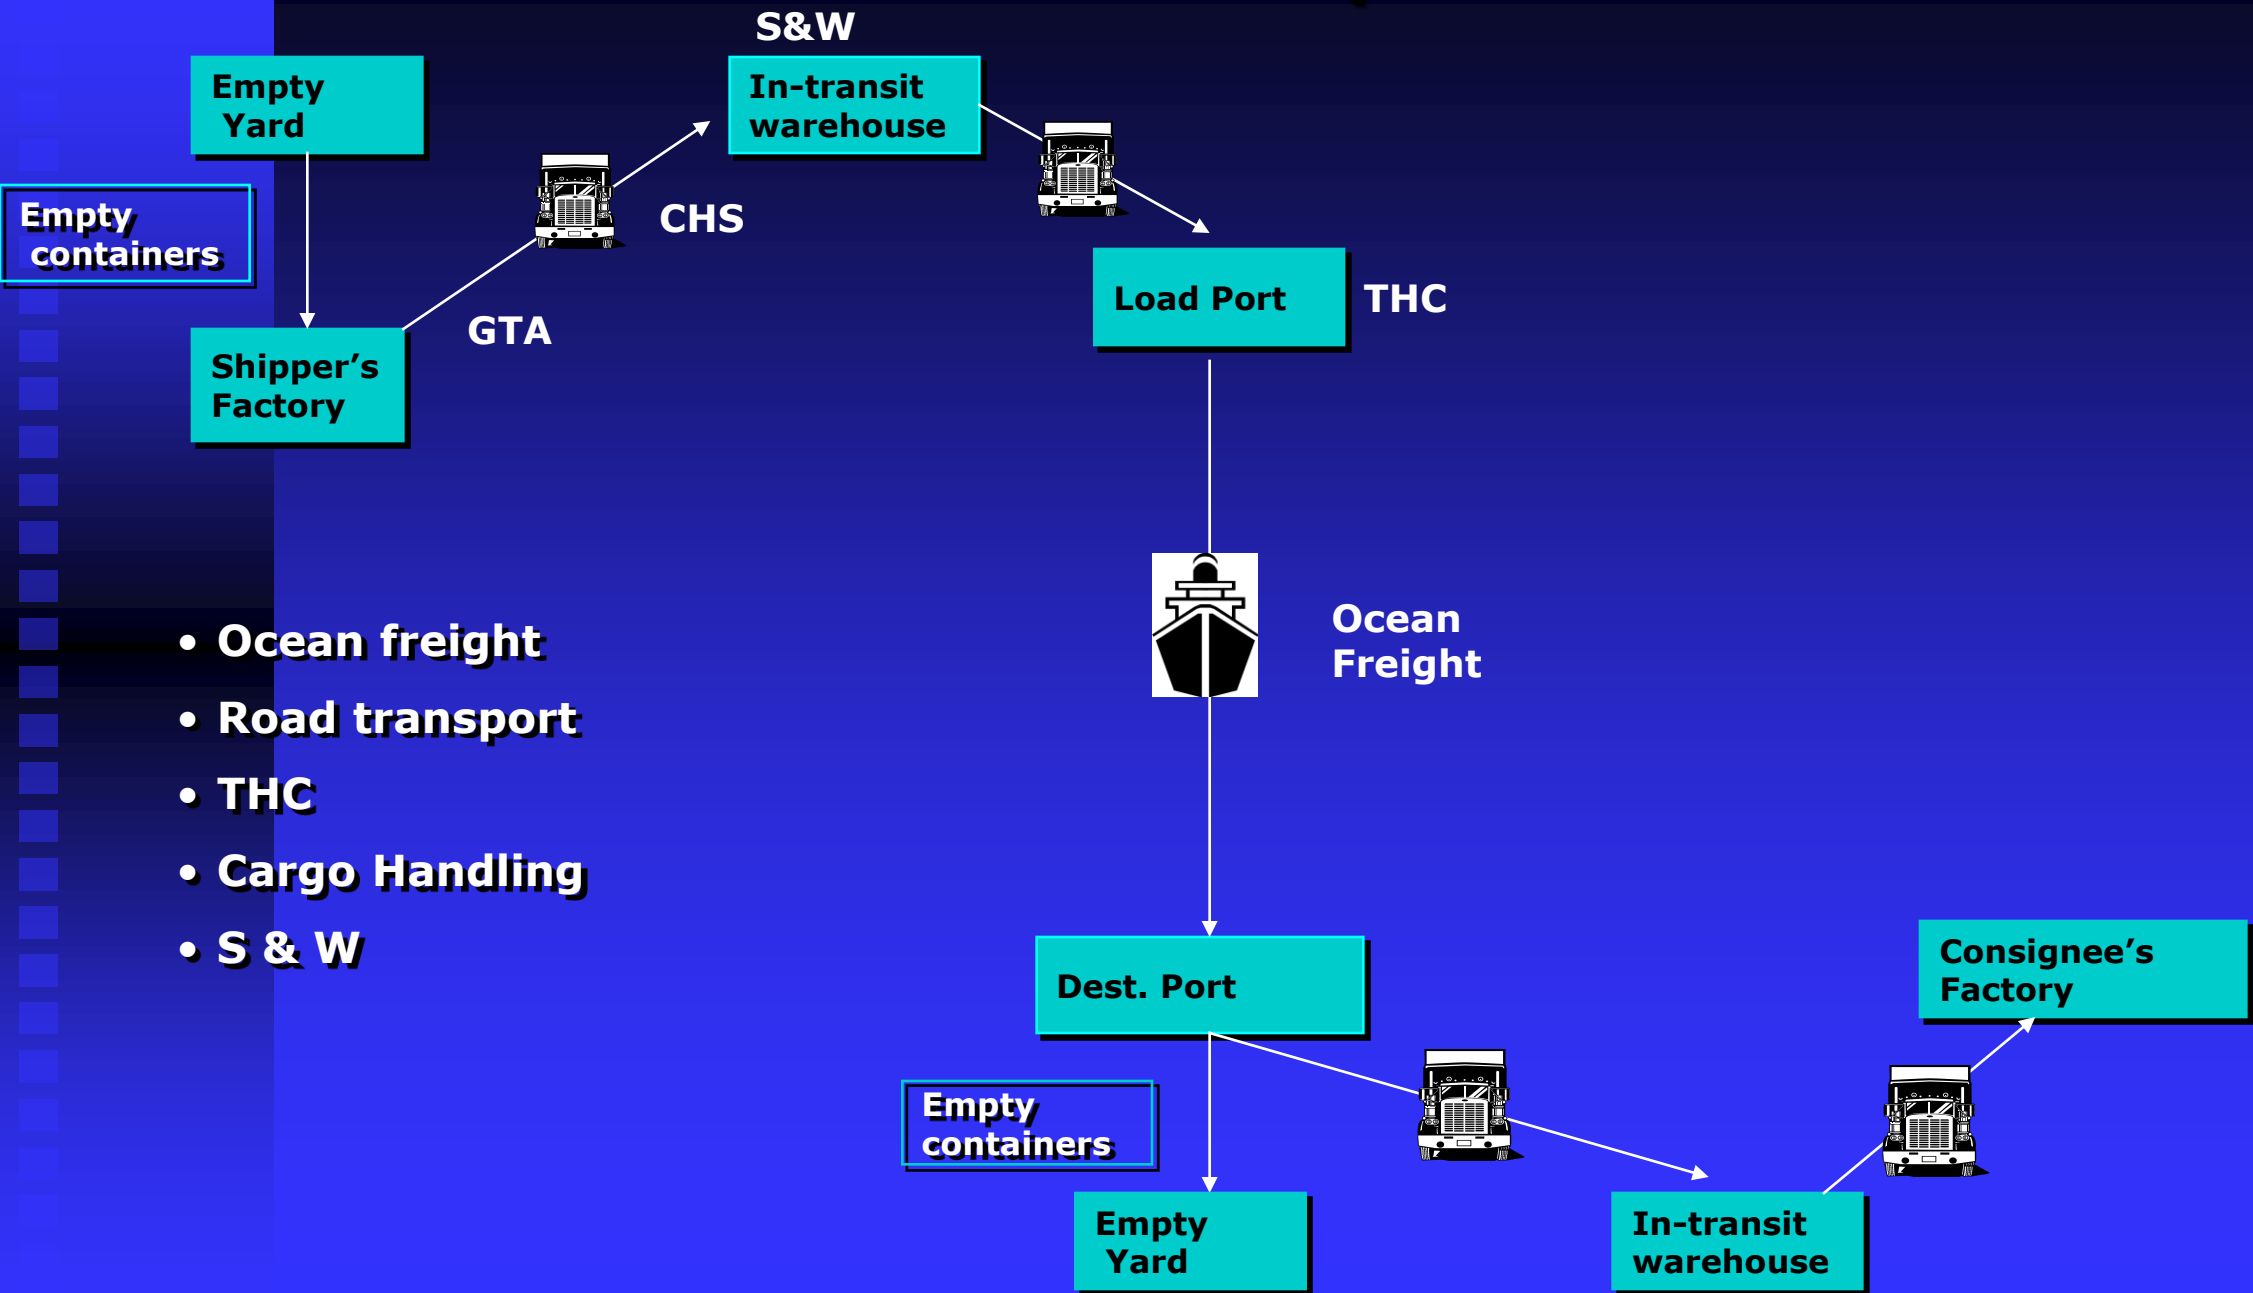 S&W
Empty
Yard
In-transit
warehouse
Empty
containers
CHS
Load Port
THC
GTA
Shipper’s
Factory
Ocean
Freight
• Ocean freight
• Road transport
• THC
• Cargo Handling
• S & W
Dest. Port
Consignee’s
Factory
Empty
containers
Empty
Yard
In-transit
warehouse